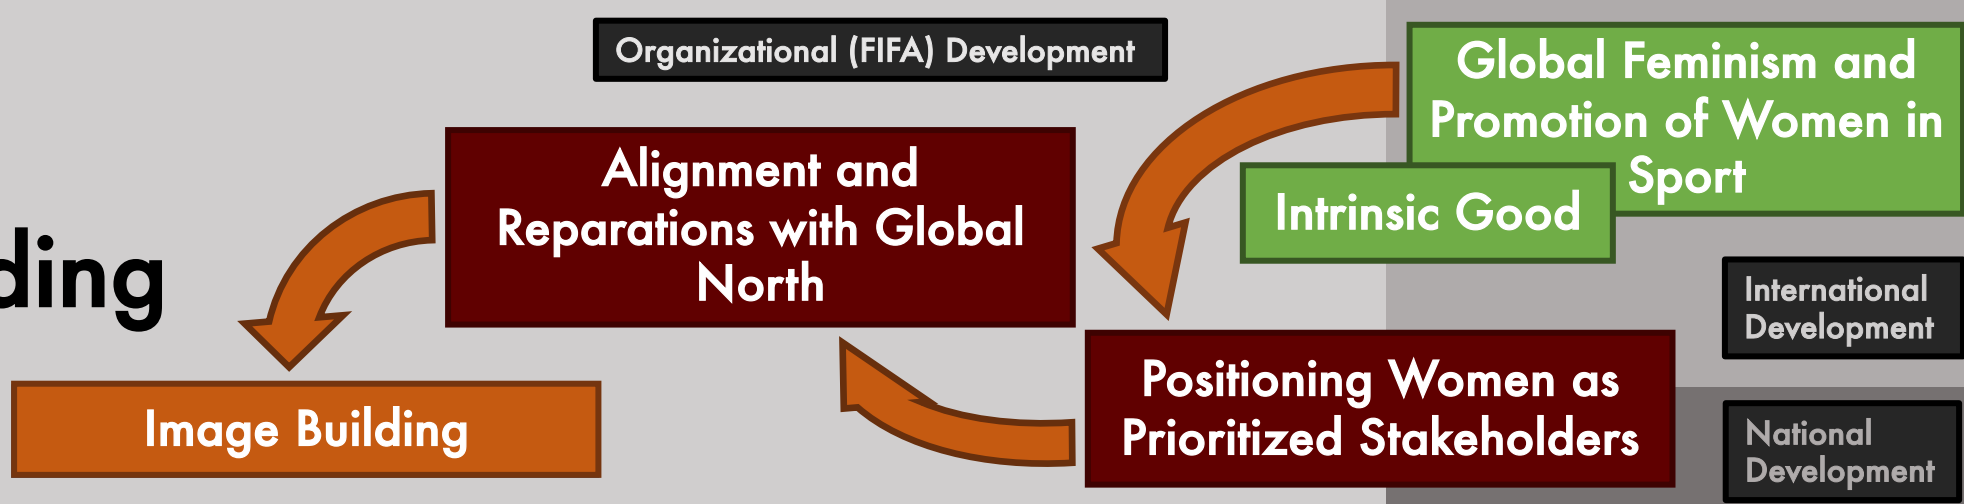 Organizational (FIFA) Development
Global Feminism and
Promotion of Women in
Sport
Intrinsic Good
Alignment and
Reparations with Global
North
ding
International
Development
Positioning Women as
Prioritized Stakeholders
Image Building
National
Development